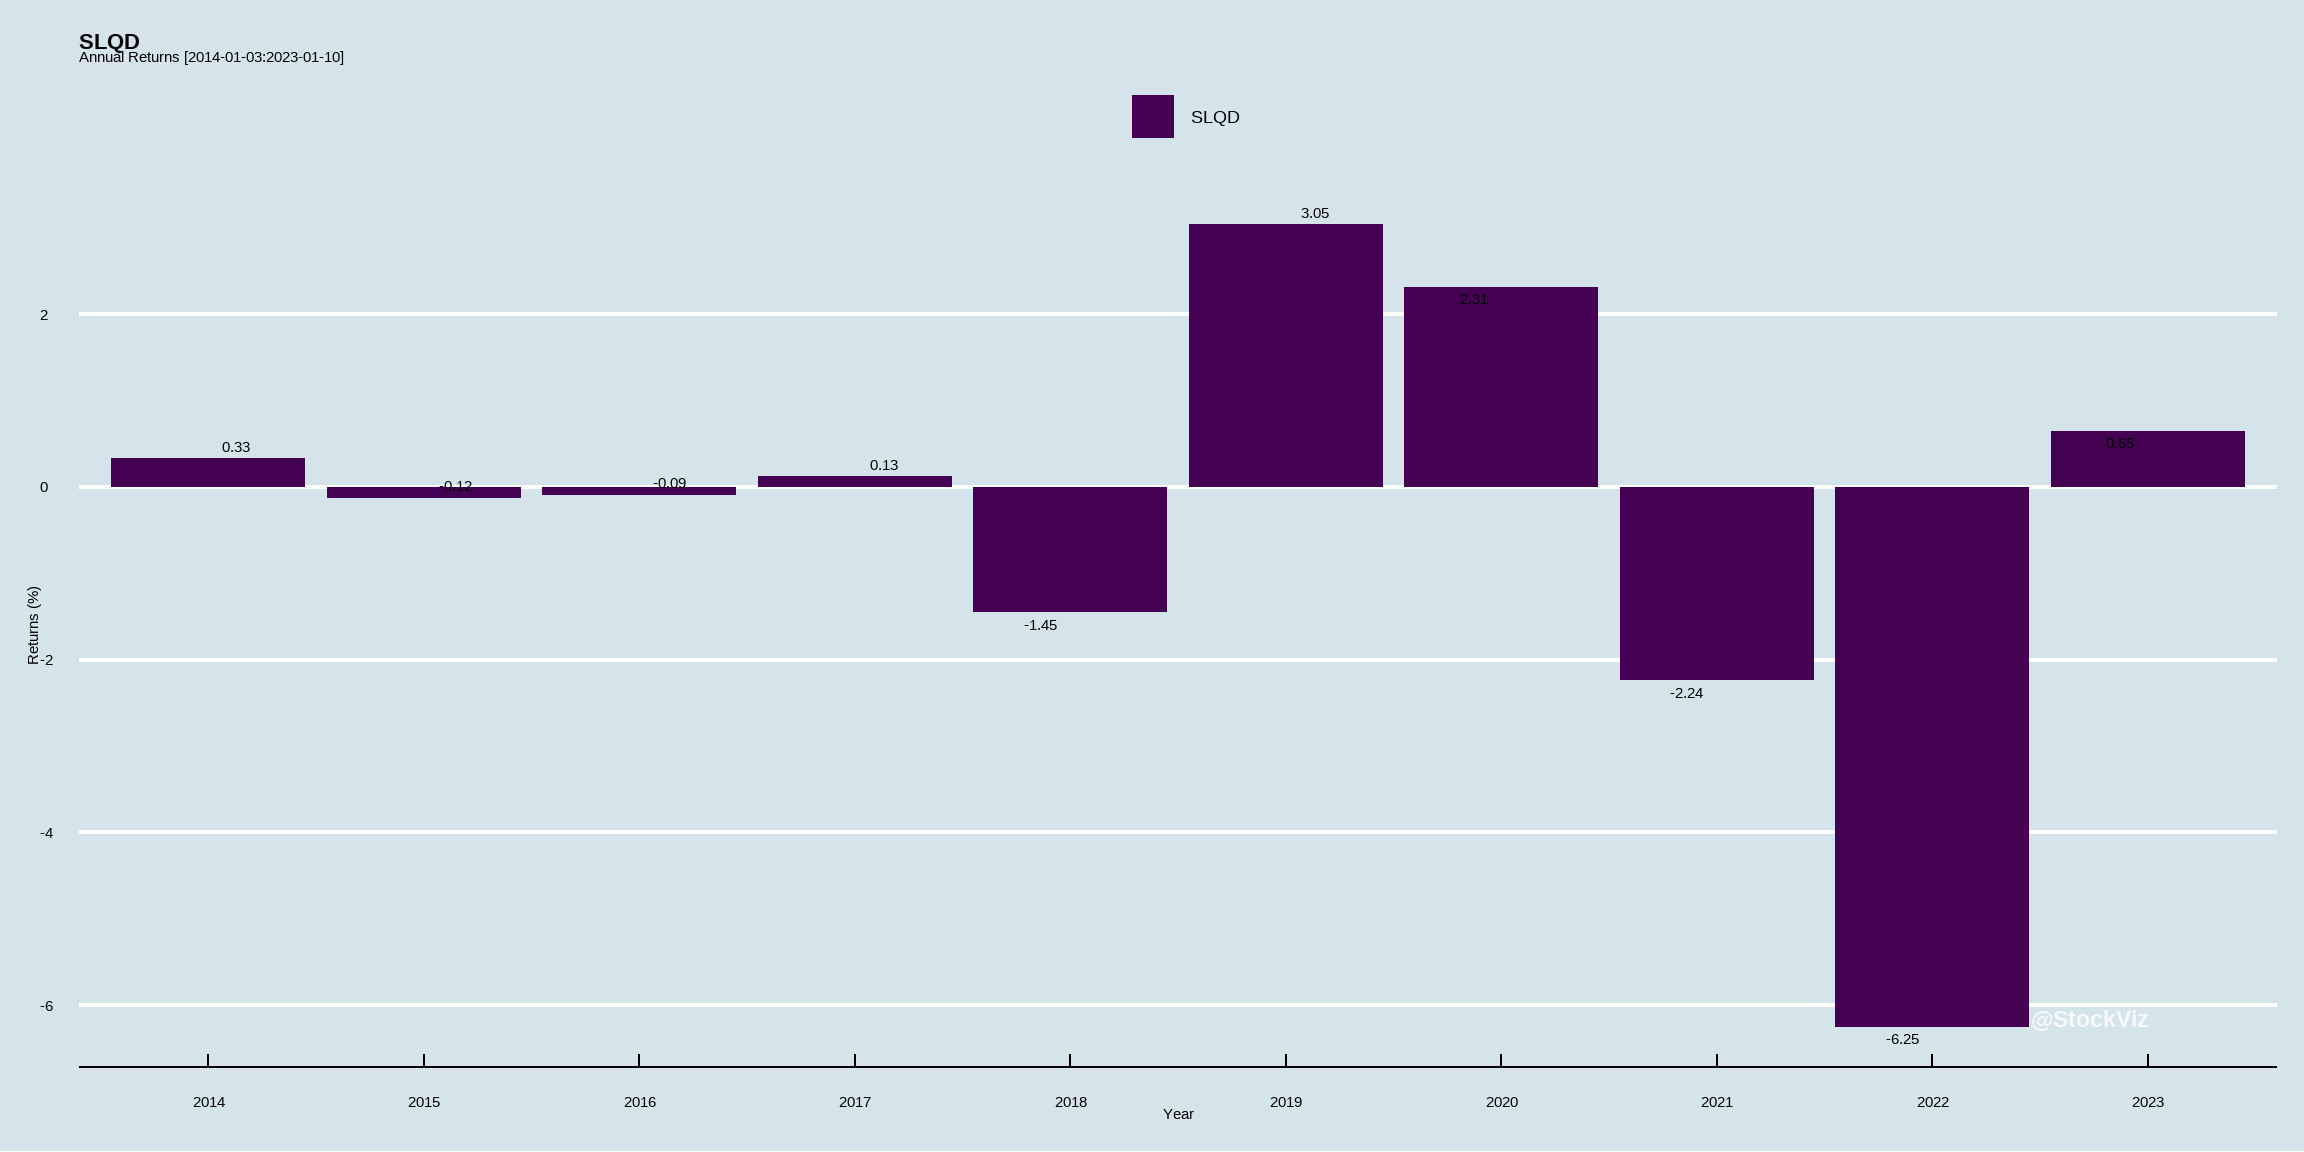 SLQD
Annual Returns [2014-01-03:2023-01-10]
SLQD
3.05
2.31
2
0.33
0.13
0.65
0
-0.12
-0.09
-1.45
Returns (%)
-2
-2.24
-4
-6
@StockViz
-6.25
2014 2015 2016 2017 2018 2019 2020 2021 2022 2023
Year